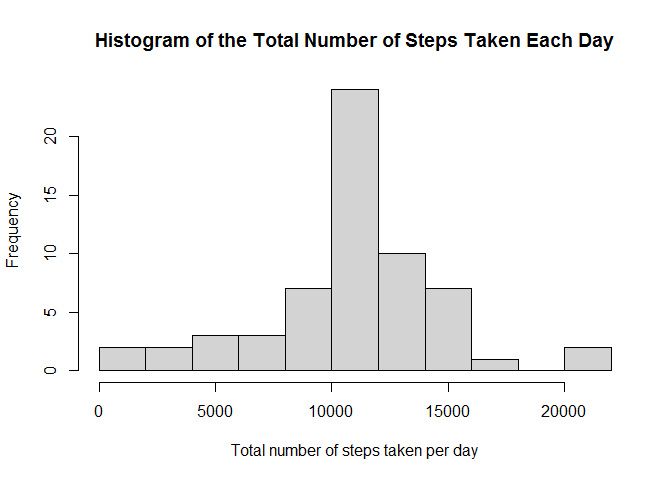 Histogram of the Total Number of Steps Taken Each Day
Frequency
20
15
10
5
0
0 5000 10000 15000 20000
Total number of steps taken per day